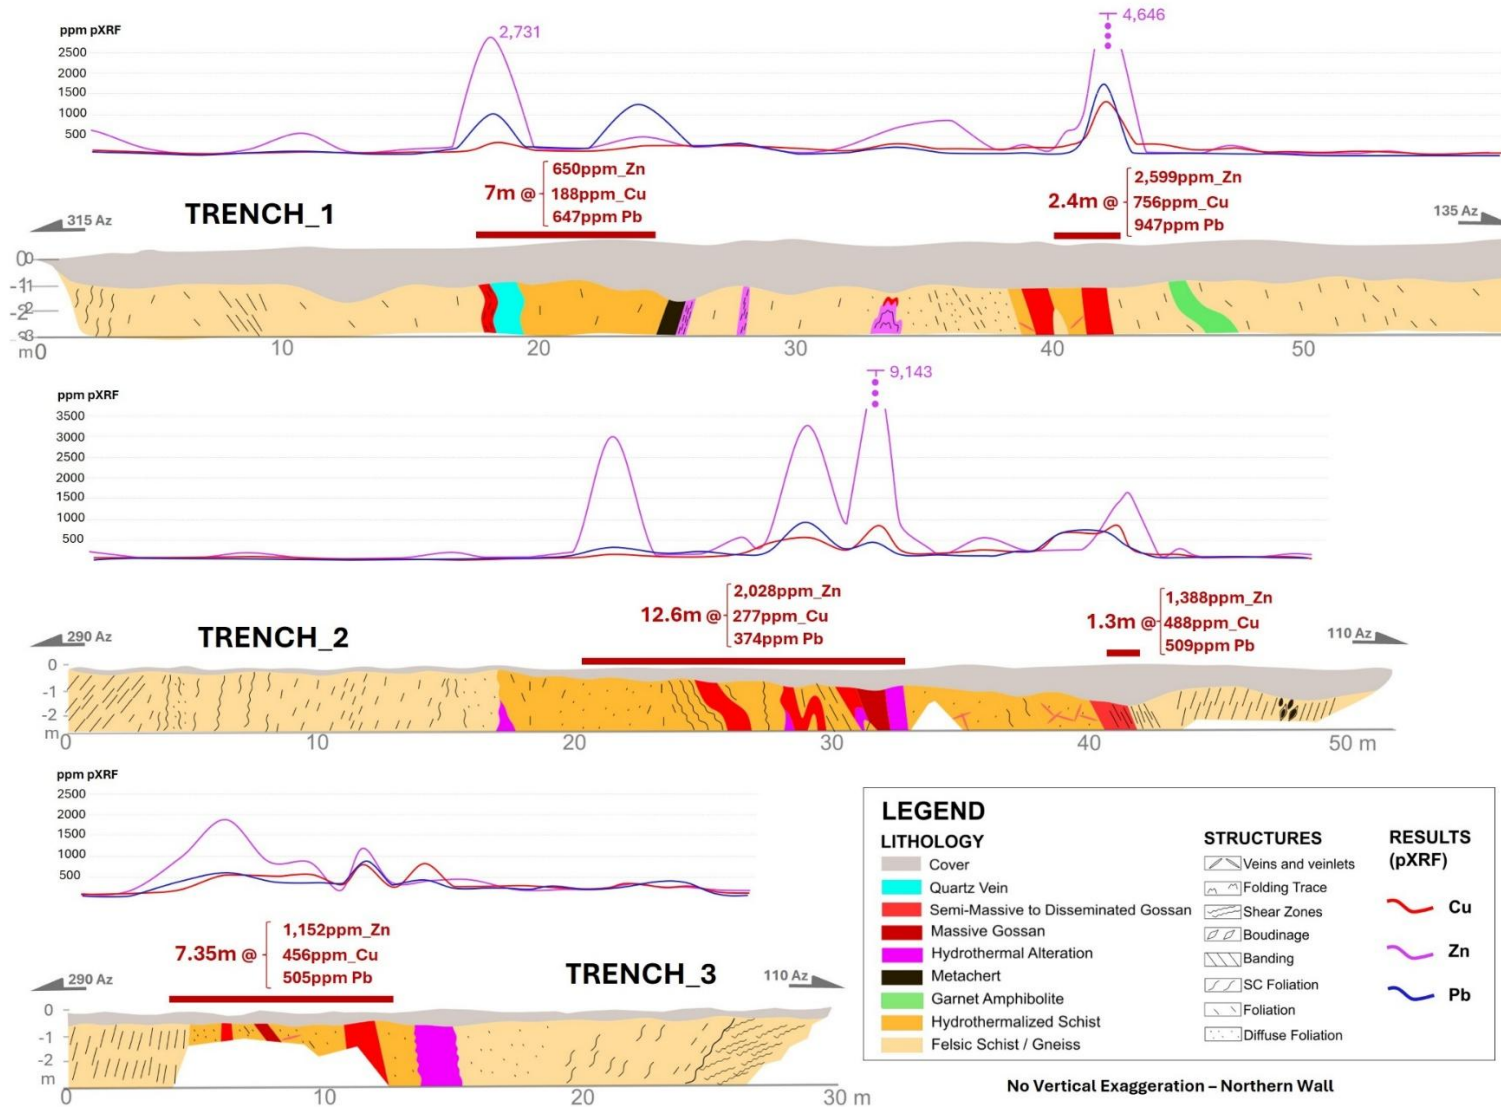 ppm pXRF
2500
2000
1500
1000
500
2,731
4,646
7m @
650ppm_Zn
188ppm_Cu
647ppm Pb
2.4m @
2,599ppm_Zn
756ppm_Cu
947ppm Pb
315 Az
TRENCH_1
135 Az
0
-1
-2
-3
m
0
10
20
30
40
50
ppm pXRF
3500
3000
2500
2000
1500
1000
500
9,143
12.6m @
2,028ppm_Zn
277ppm_Cu
374ppm Pb
1.3m @
1,388ppm_Zn
488ppm_Cu
509ppm Pb
290 Az
TRENCH_2
110 Az
0
-1
-2
m
0
10
20
30
40
50 m
ppm pXRF
2500
2000
1500
1000
500
7.35m @
1,152ppm_Zn
456ppm_Cu
505ppm Pb
290 Az
TRENCH_3
110 Az
0
-1
-2
m
0
10
20
30 m
LEGEND
LITHOLOGY
Cover
Quartz Vein
Semi-Massive to Disseminated Gossan
Massive Gossan
Hydrothermal Alteration
Metachert
Garnet Amphibolite
Hydrothermalized Schist
Felsic Schist / Gneiss
STRUCTURES
Veins and veinlets
Folding Trace
Shear Zones
Boudinage
Banding
SC Foliation
Foliation
Diffuse Foliation
RESULTS
(pXRF)
Cu
Zn
Pb
No Vertical Exaggeration – Northern Wall